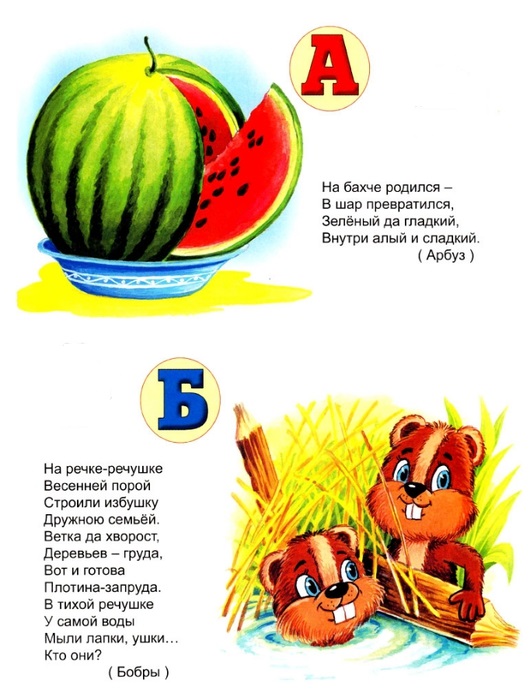 А
На бахче родился –
В шар превратился,
Зелёный да гладкий,
Внутри алый и сладкий.
( Арбуз )
Б
На речке-речушке
Весенней порой
Строили избушку
Дружною семьёй.
Ветка да хворост,
Деревьев – груда,
Вот и готова
Плотина-запруда.
В тихой речушке
У самой воды
Мыли лапки, ушки...
Кто они?
( Бобры )